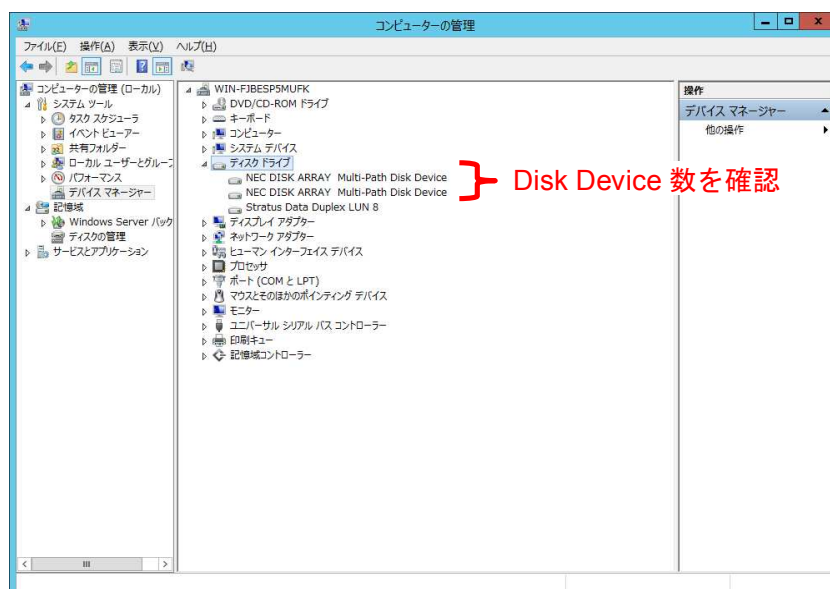 コンピューターの管理
ファイル(F) 操作(A) 表示(V) ヘルプ(H)
コンピューターの管理 (ローカル)
システム ツール
タスク スケジューラ
イベント ビューアー
共有フォルダー
ローカル ユーザーとグループ
パフォーマンス
デバイス マネージャー
記憶域
Windows Server バック
ディスクの管理
サービスとアプリケーション
WIN-FJBESP5MUFK
DVD/CD-ROM ドライブ
キーボード
コンピューター
システム デバイス
ディスク ドライブ
NEC DISK ARRAY Multi-Path Disk Device
NEC DISK ARRAY Multi-Path Disk Device
Stratus Data Duplex LUN 8
ディスプレイ アダプター
ネットワーク アダプター
ヒューマン インターフェイス デバイス
プロセッサ
ポート (COM と LPT)
マウスとそのほかのポインティング デバイス
モニター
ユニバーサル シリアル バス コントローラー
印刷キュー
記憶域コントローラー
Disk Device 数を確認
操作
デバイス マネージャー
他の操作